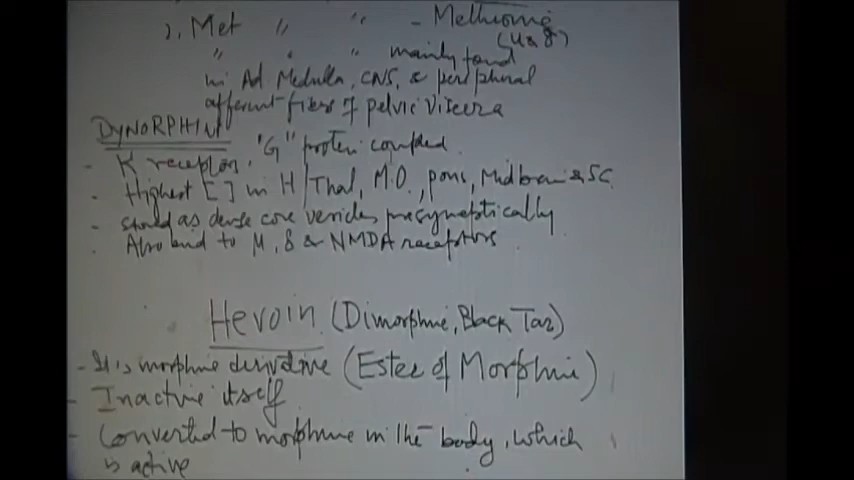 2. Met " " - Methionine
(μ & δ)
" " " mainly found
in Ad Medulla, CNS, & peripheral
afferent fibers of pelvic viscera
DYNORPHIN
- K receptor, "G" protein coupled
- Highest [ ] in H/Thal, M.O, pons, Midbrain & SC
- stored as dense core vesicles presynaptically
- Also bind to μ, δ & NMDA receptors
Heroin (Dimorphine, Black Tar)
- It is morphine derivative (Ester of Morphine)
- Inactive itself
- Converted to morphine in the body, which
is active